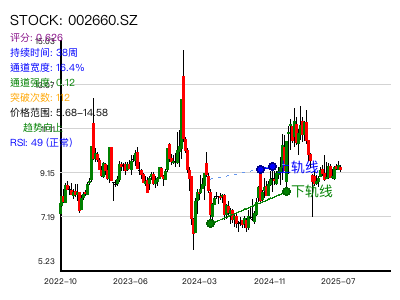 STOCK: 002660.SZ
评分: 0.626
持续时间: 38周
通道宽度: 16.4%
通道强度: 0.12
突破次数:
价格范围: 5.68-14.58
趋势向上
RSI: 49 (正常)
9.15
7.19
5.23
上轨线
下轨线
2022-10
2023-06
2024-03
2024-11
2025-07